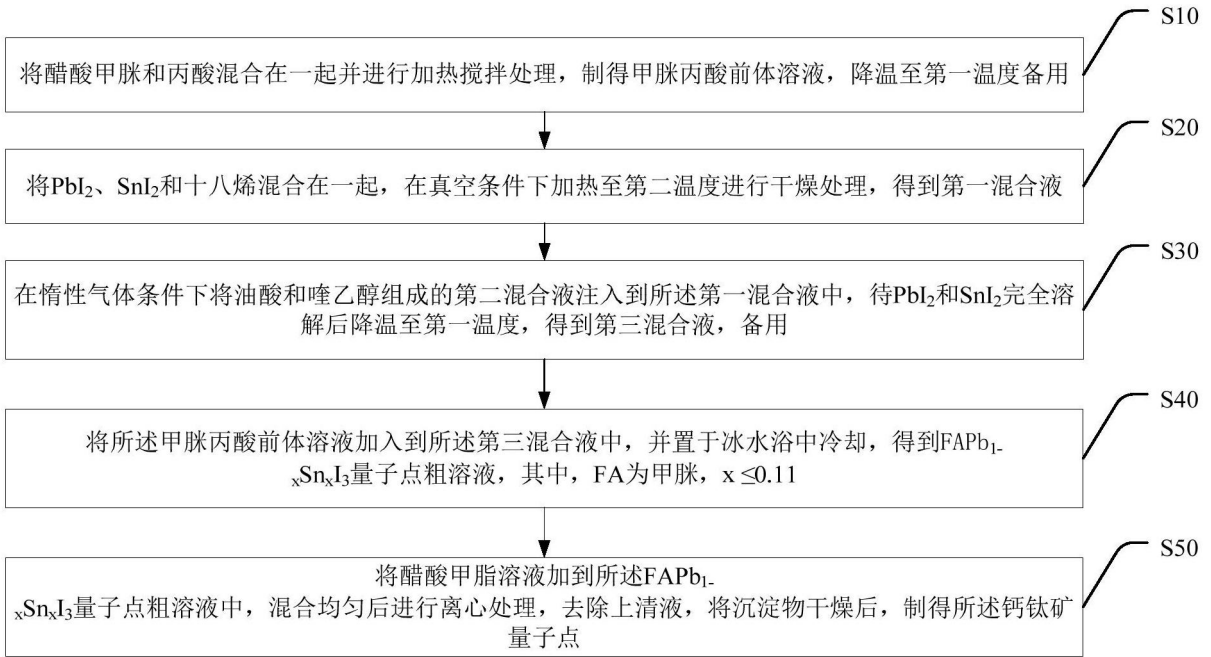 S10
将醋酸甲脒和丙酸混合在一起并进行加热搅拌处理，制得甲脒丙酸前体溶液，降温至第一温度备用
S20
将PbI₂、SnI₂和十八烯混合在一起，在真空条件下加热至第二温度进行干燥处理，得到第一混合液
S30
在惰性气体条件下将油酸和喹乙醇组成的第二混合液注入到所述第一混合液中，待PbI₂和SnI₂完全溶
解后降温至第一温度，得到第三混合液，备用
S40
将所述甲脒丙酸前体溶液加入到所述第三混合液中，并置于冰水浴中冷却，得到FAPb₁₋
ₓSnₓI₃量子点粗溶液，其中，FA为甲脒，x ≤0.11
S50
将醋酸甲脂溶液加到所述FAPb₁₋
ₓSnₓI₃量子点粗溶液中，混合均匀后进行离心处理，去除上清液，将沉淀物干燥后，制得所述钙钛矿
量子点